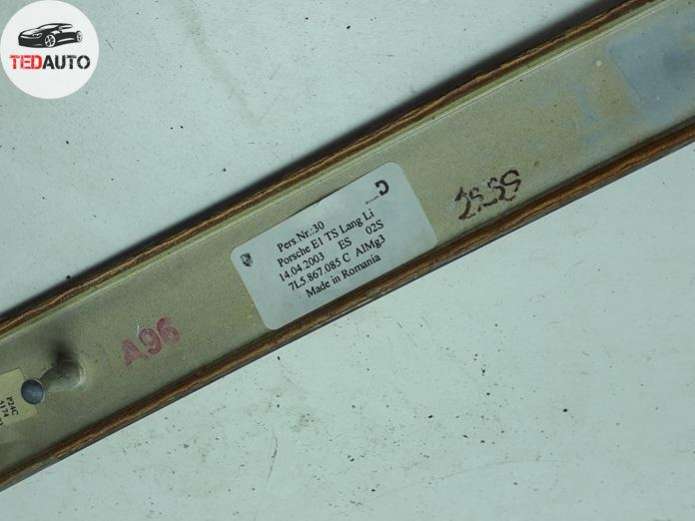 TEDAUTO
Pers.Nr.:30
Porsche E1 TS Lang Li
14.04.2003 ES 02S
7L5.867.085 C AlMg3
Made in Romania
A96
P24C